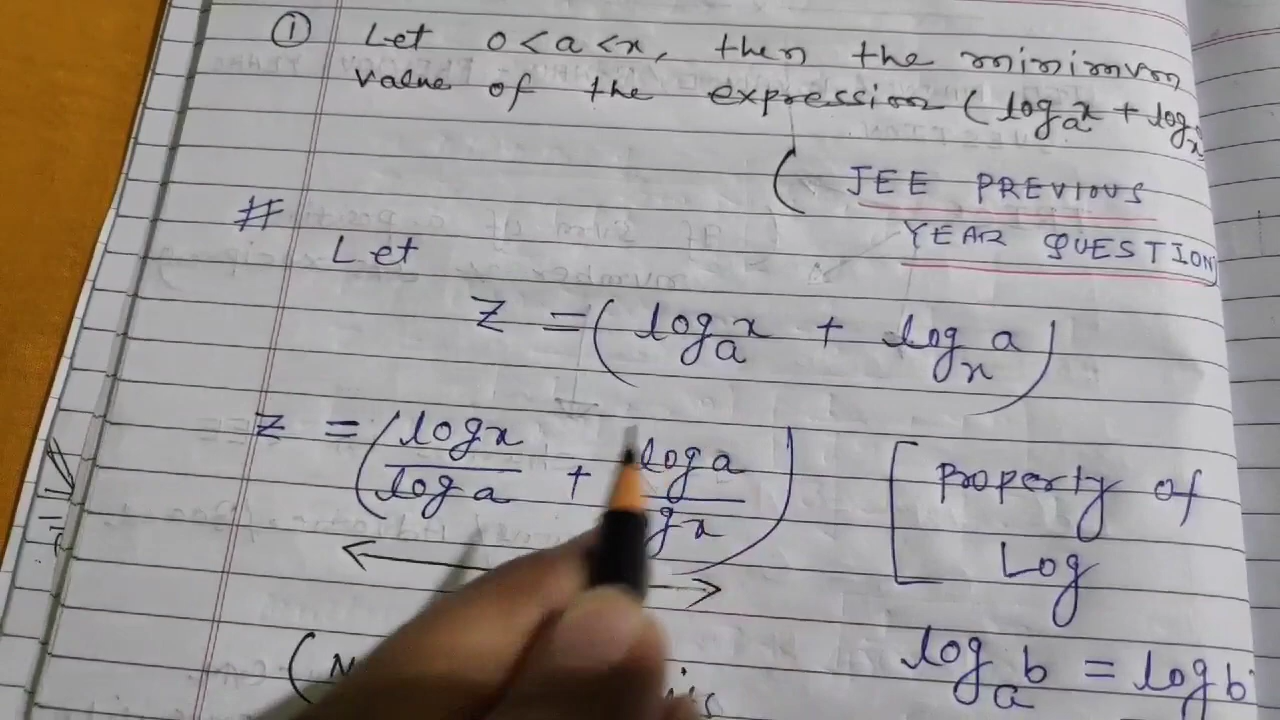 ① Let 0 < a < x, then the minimum
value of the expression (logₐx + logₓ
( JEE PREVIOUS
YEAR QUESTION
#
Let
Z = (logₐx + logₓa)
Z = (log x / log a + log a / gx)
[ Property of
Log
logₐb = log b
(